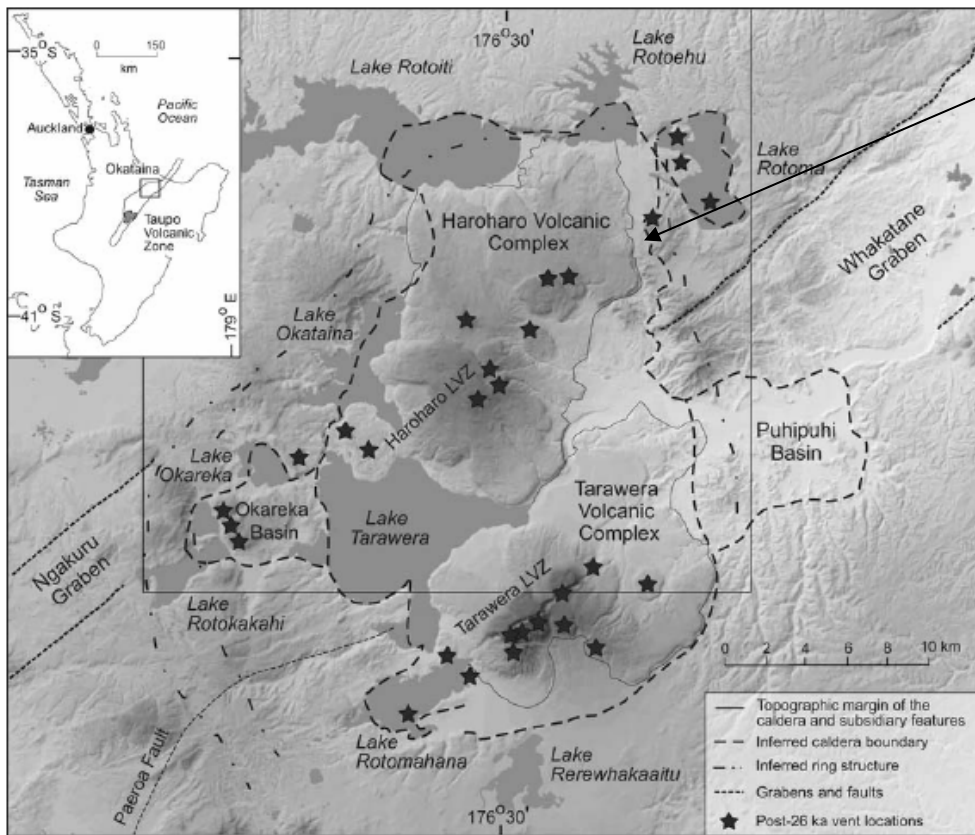 35° S
0 150
km
Pacific
Ocean
Auckland
Okataina
Tasman
Sea
Taupo
Volcanic
Zone
41° S
179° E
176°30'
Lake Rotoiti
Lake
Rotoehu
Lake
Rotoma
Haroharo Volcanic
Complex
Whakatane
Graben
Lake
Okataina
Haroharo LVZ
Puhipuhi
Basin
Lake
Okareka
Okareka
Basin
Lake
Tarawera
Tarawera
Volcanic
Complex
Ngakuru
Graben
Lake
Rotokakahi
Tarawera LVZ
0 2 4 6 8 10 km
Paeroa Fault
Lake
Rotomahana
Lake
Rerewhakaaitu
176°30'
Topographic margin of the
caldera and subsidiary features
Inferred caldera boundary
Inferred ring structure
Grabens and faults
Post-26 ka vent locations